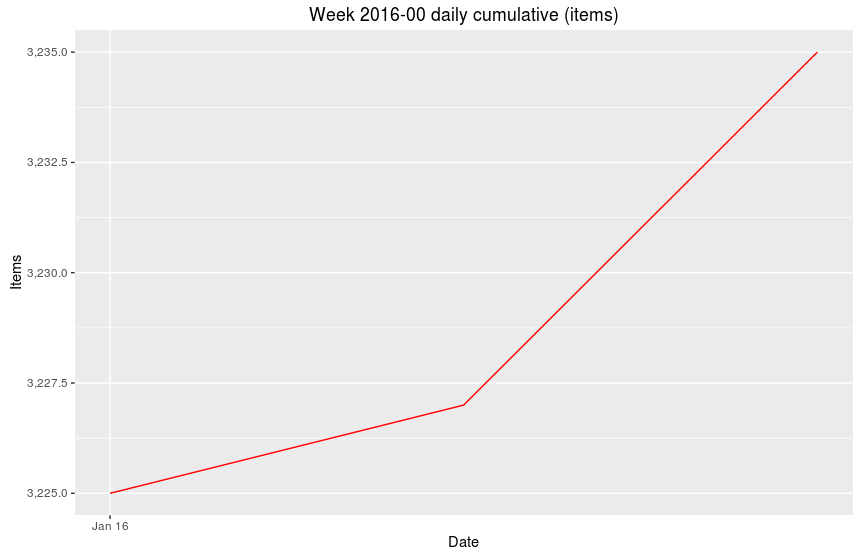 Week 2016-00 daily cumulative (items)
3,235.0
3,232.5
3,230.0
3,227.5
3,225.0
Items
Jan 16
Date